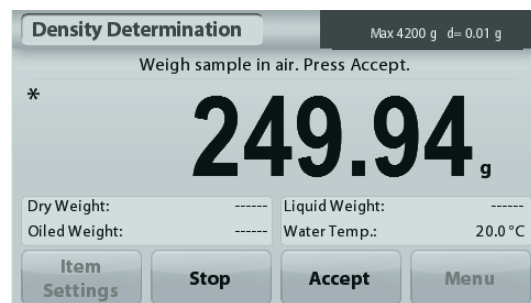 Density Determination
Max 4200 g d= 0.01 g
Weigh sample in air. Press Accept.
*
249.94 g
Dry Weight: ------ Liquid Weight: ------
Oiled Weight: ------ Water Temp.: 20.0 °C
Item Settings
Stop
Accept
Menu